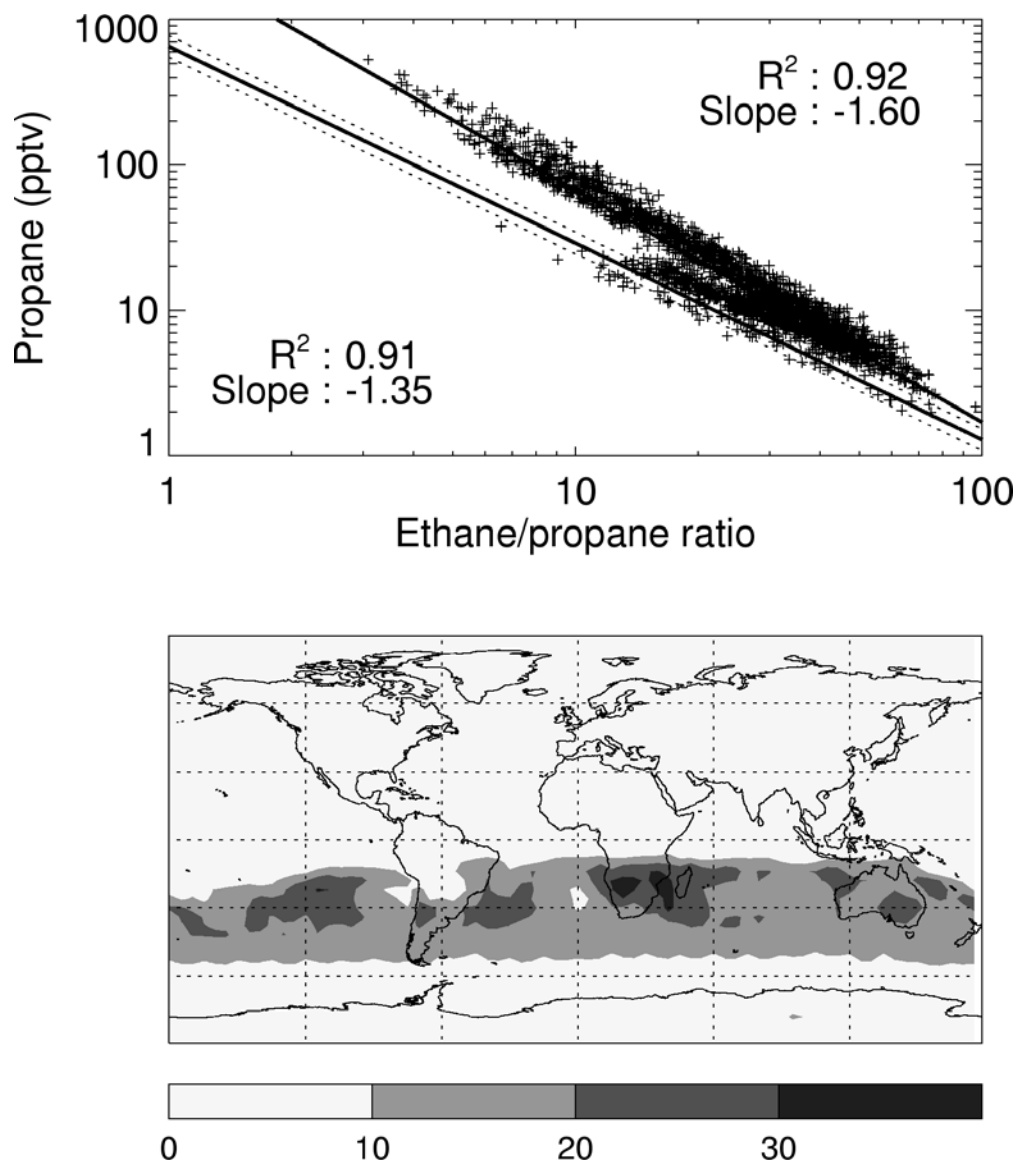 1000
100
10
1
Propane (pptv)
R² : 0.92
Slope : -1.60
R² : 0.91
Slope : -1.35
1 10 100
Ethane/propane ratio
0 10 20 30